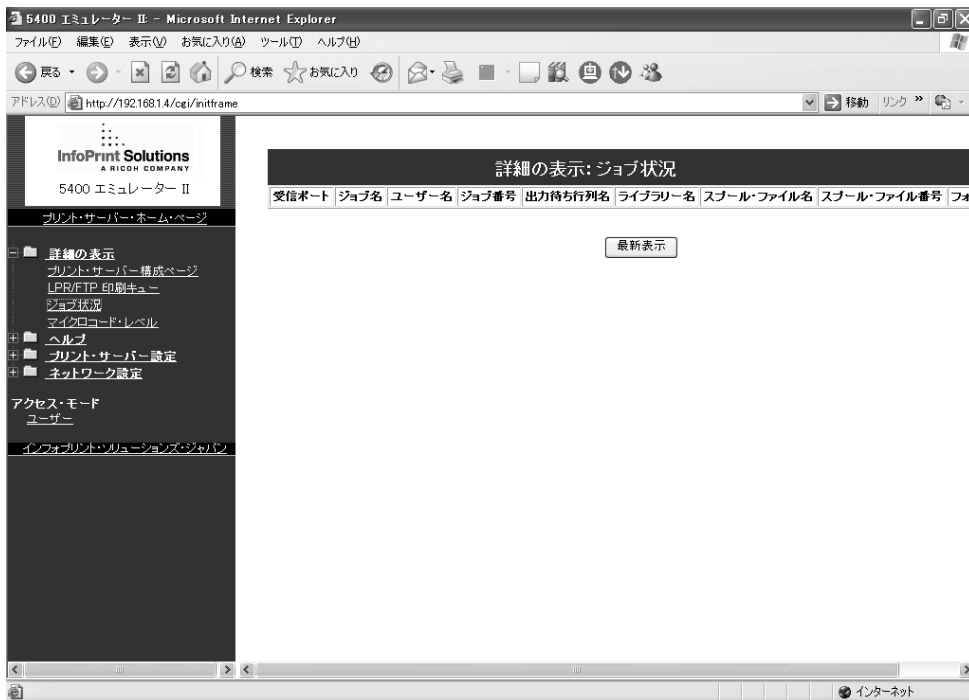 5400 エミュレーター II: - Microsoft Internet Explorer
ファイル(F) 編集(E) 表示(V) お気に入り(A) ツール(T) ヘルプ(H)
戻る 検索 お気に入り
アドレス(D) http://192.168.1.4/cgi/initframe 移動 リンク »
InfoPrint Solutions
A RICOH COMPANY
5400 エミュレーター II
プリント・サーバー・ホーム・ページ
詳細の表示
プリント・サーバー構成ページ
LPR/FTP 印刷キュー
ジョブ状況
マイクロコード・レベル
ヘルプ
プリント・サーバー設定
ネットワーク設定
アクセス・モード
ユーザー
インフォプリント・ソリューションズ・ジャパン
詳細の表示: ジョブ状況
受信ポート ジョブ名 ユーザー名 ジョブ番号 出力待ち行列名 ライブラリー名 スプール・ファイル名 スプール・ファイル番号 フォ
最新表示
インターネット